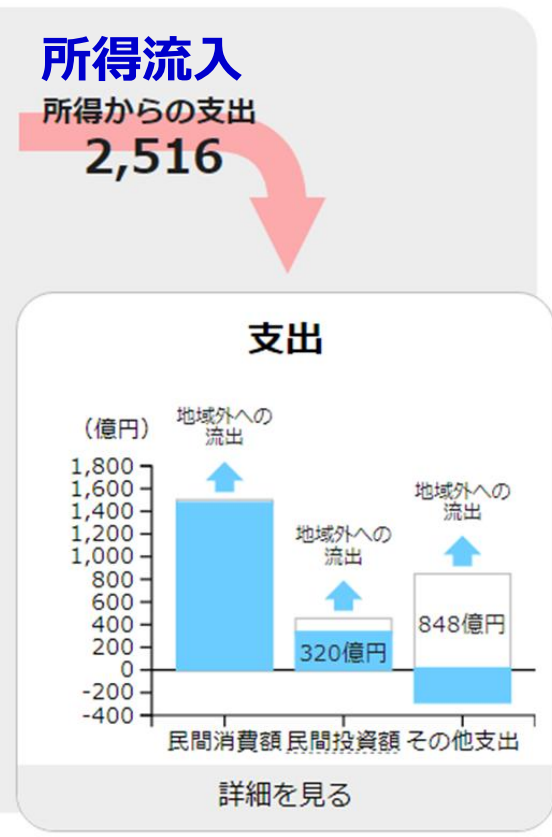 所得流入
所得からの支出
2,516
支出
（億円）
地域外への
流出
地域外への
流出
地域外への
流出
1,800
1,600
1,400
1,200
1,000
800
600
400
200
0
-200
-400
320億円
848億円
民間消費額 民間投資額 その他支出
詳細を見る